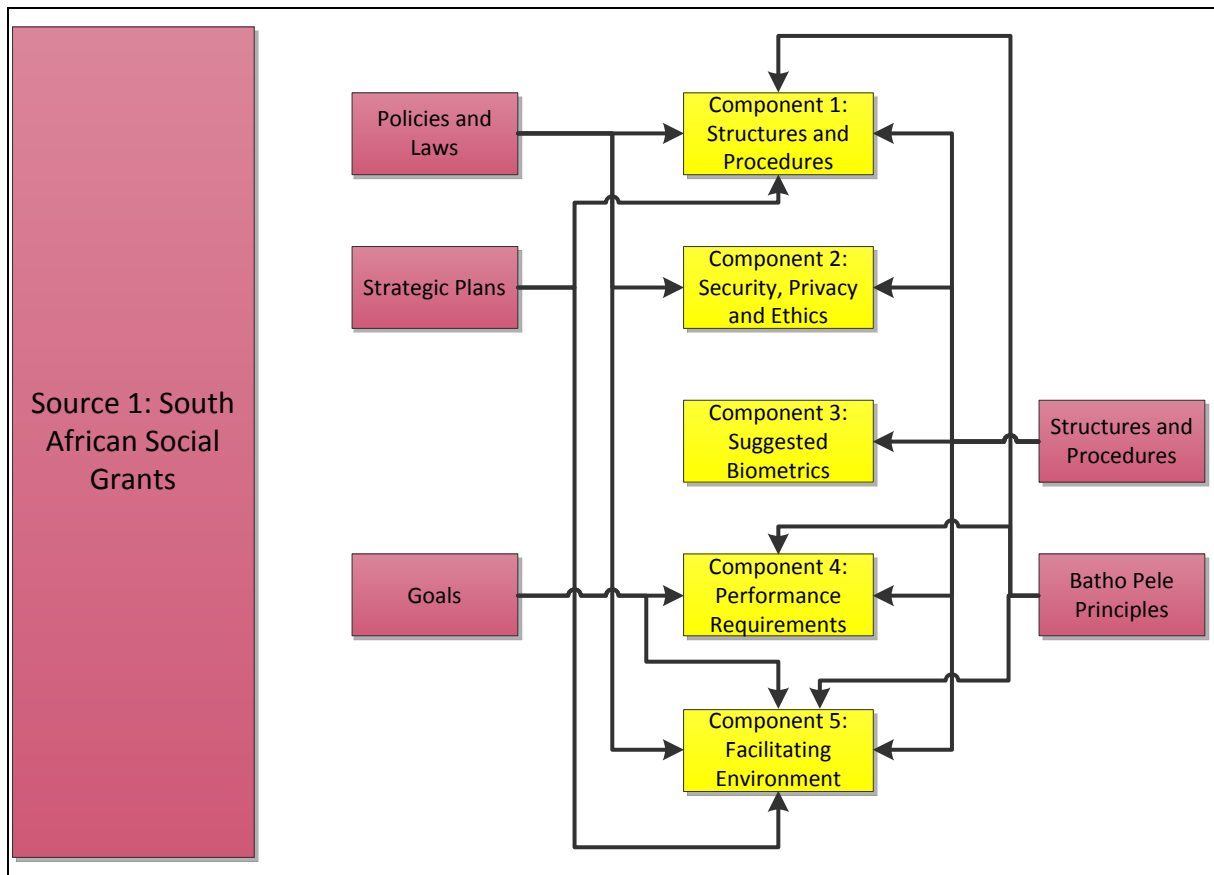 Source 1: South
African Social
Grants
Policies and
Laws
Strategic Plans
Goals
Component 1:
Structures and
Procedures
Component 2:
Security, Privacy
and Ethics
Component 3:
Suggested
Biometrics
Component 4:
Performance
Requirements
Component 5:
Facilitating
Environment
Structures and
Procedures
Batho Pele
Principles